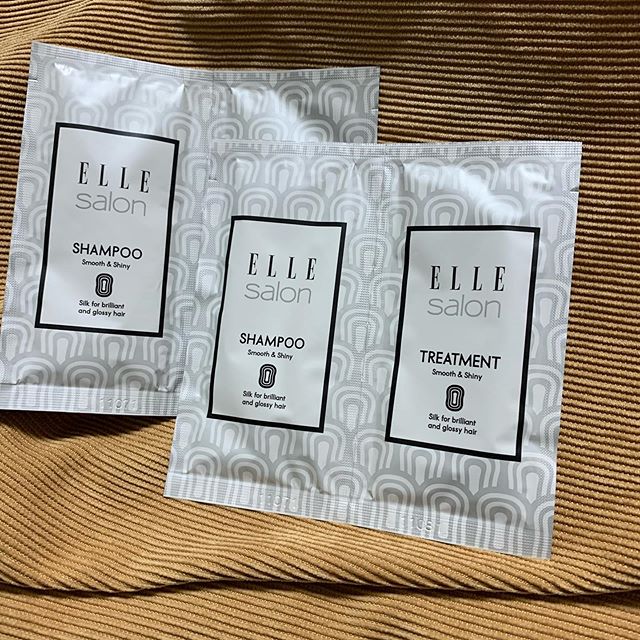 ELLE
salon
SHAMPOO
Smooth & Shiny
Silk for brilliant
and glossy hair
ELLE
salon
SHAMPOO
Smooth & Shiny
Silk for brilliant
and glossy hair
ELLE
salon
TREATMENT
Smooth & Shiny
Silk for brilliant
and glossy hair